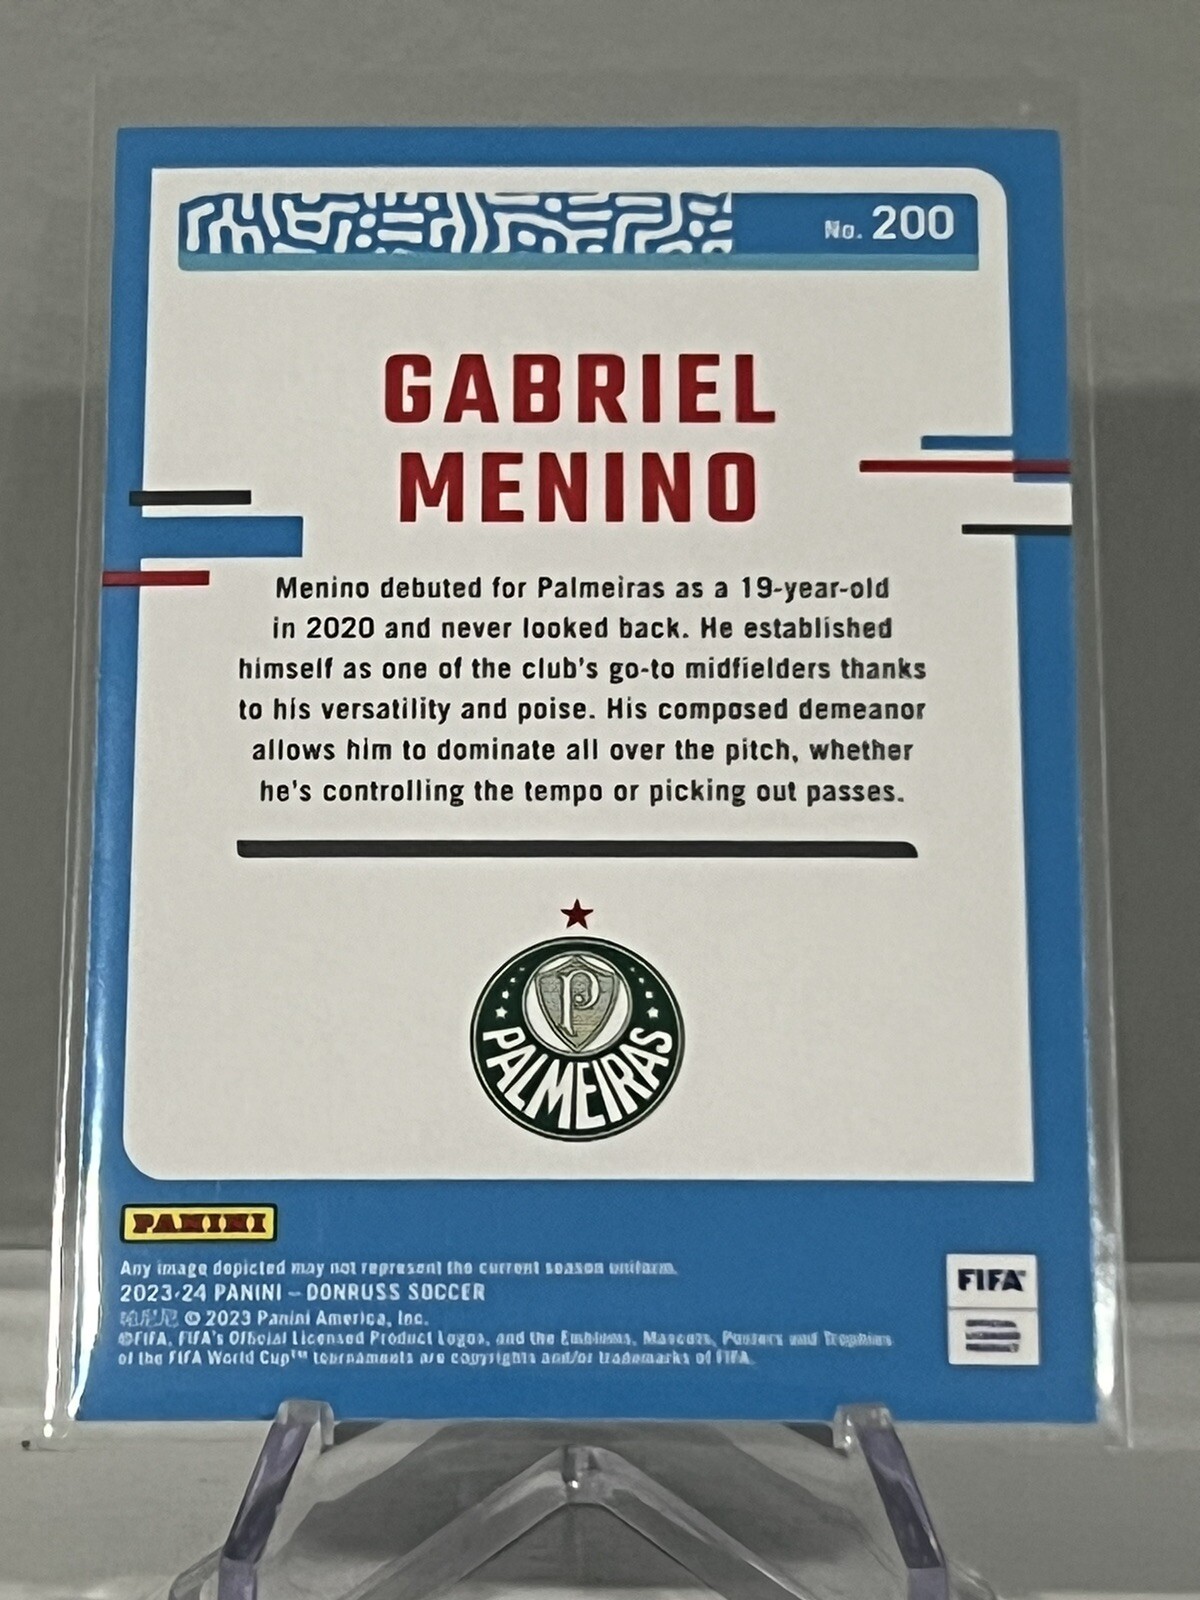 No. 200
GABRIEL
MENINO
Menino debuted for Palmeiras as a 19-year-old
in 2020 and never looked back. He established
himself as one of the club's go-to midfielders thanks
to his versatility and poise. His composed demeanor
allows him to dominate all over the pitch, whether
he's controlling the tempo or picking out passes.
P
PALMEIRAS
PANINI
Any image depicted may not represent the current season uniform.
2023-24 PANINI – DONRUSS SOCCER
© 2023 Panini America, Inc.
©FIFA, FIFA's Official Licensed Product Logos, and the Emblems, Mascots, Posters and Trophies
of the FIFA World Cup™ tournaments are copyrights and/or trademarks of FIFA.
FIFA